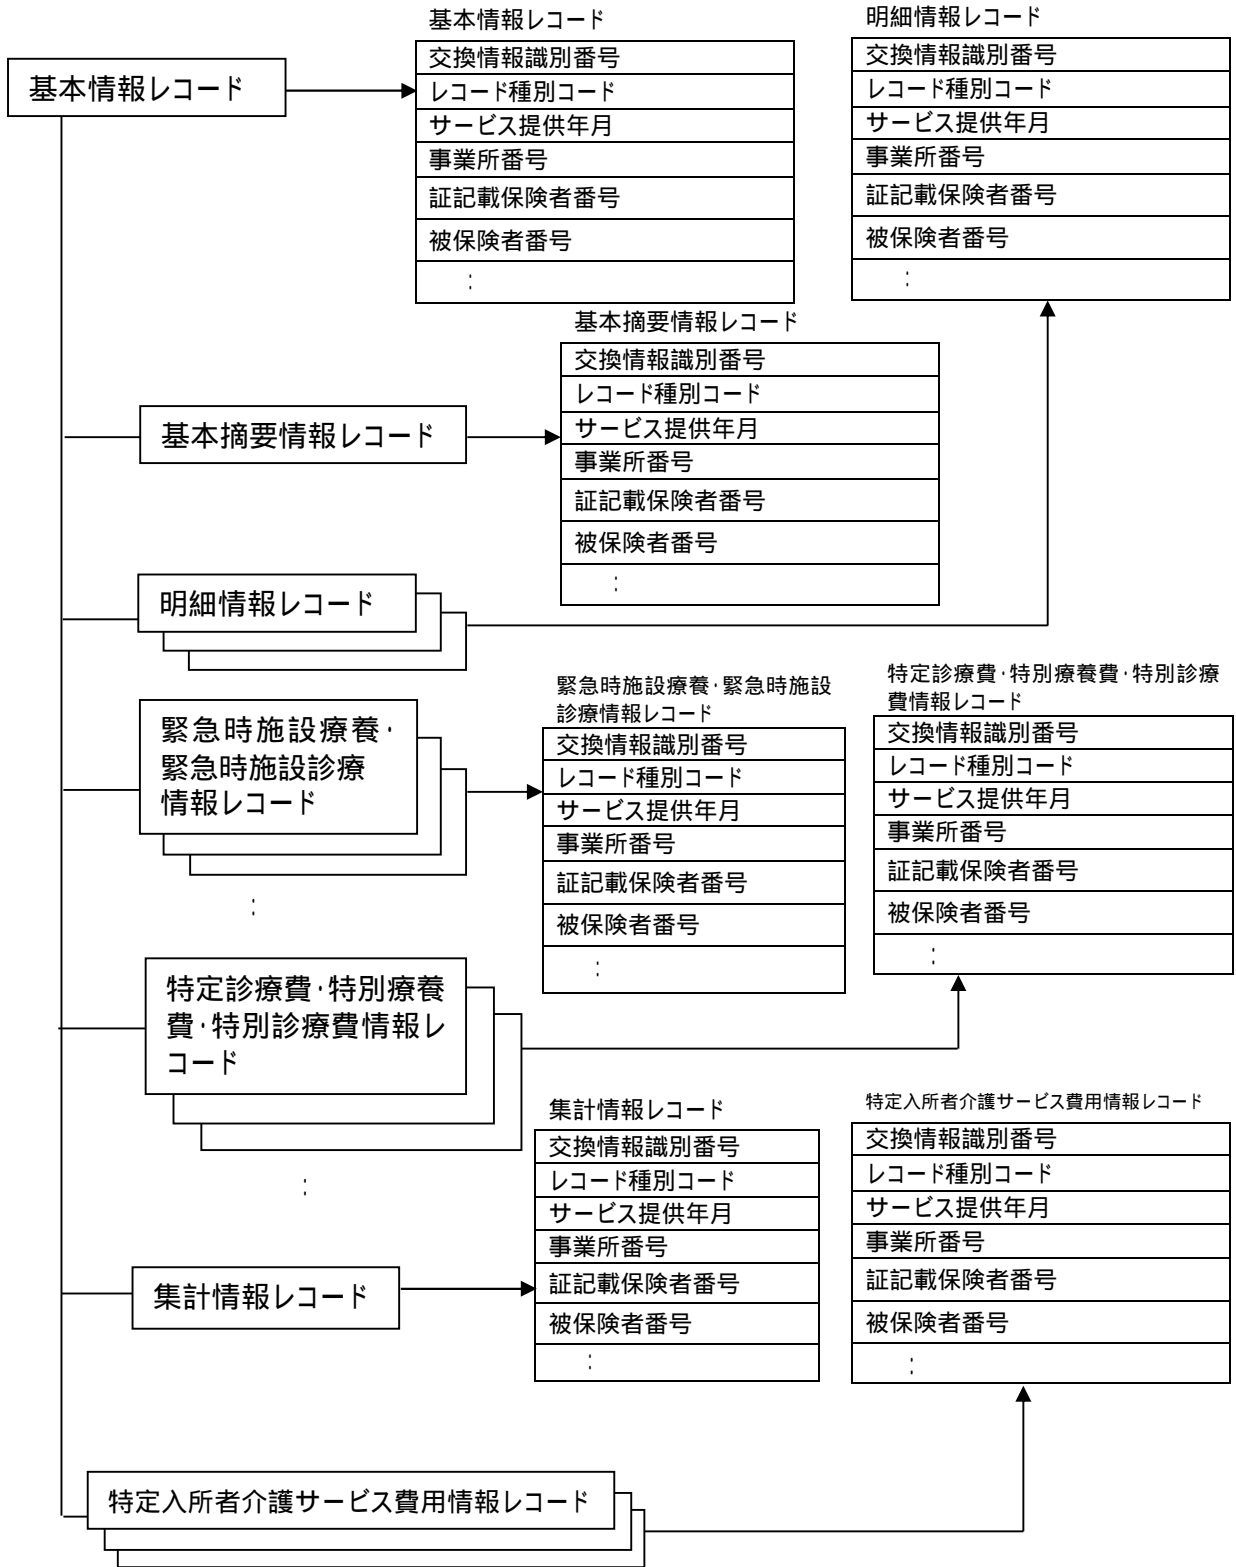 基本情報レコード
基本情報レコード
交換情報識別番号
レコード種別コード
サービス提供年月
事業所番号
証記載保険者番号
被保険者番号
:
明細情報レコード
交換情報識別番号
レコード種別コード
サービス提供年月
事業所番号
証記載保険者番号
被保険者番号
:
基本摘要情報レコード
基本摘要情報レコード
交換情報識別番号
レコード種別コード
サービス提供年月
事業所番号
証記載保険者番号
被保険者番号
:
明細情報レコード
緊急時施設療養・
緊急時施設診療
情報レコード
:
緊急時施設療養・緊急時施設
診療情報レコード
交換情報識別番号
レコード種別コード
サービス提供年月
事業所番号
証記載保険者番号
被保険者番号
:
特定診療費・特別療養費・特別診療
費情報レコード
交換情報識別番号
レコード種別コード
サービス提供年月
事業所番号
証記載保険者番号
被保険者番号
:
特定診療費・特別療養
費・特別診療費情報レ
コード
:
集計情報レコード
集計情報レコード
交換情報識別番号
レコード種別コード
サービス提供年月
事業所番号
証記載保険者番号
被保険者番号
:
特定入所者介護サービス費用情報レコード
交換情報識別番号
レコード種別コード
サービス提供年月
事業所番号
証記載保険者番号
被保険者番号
:
特定入所者介護サービス費用情報レコード